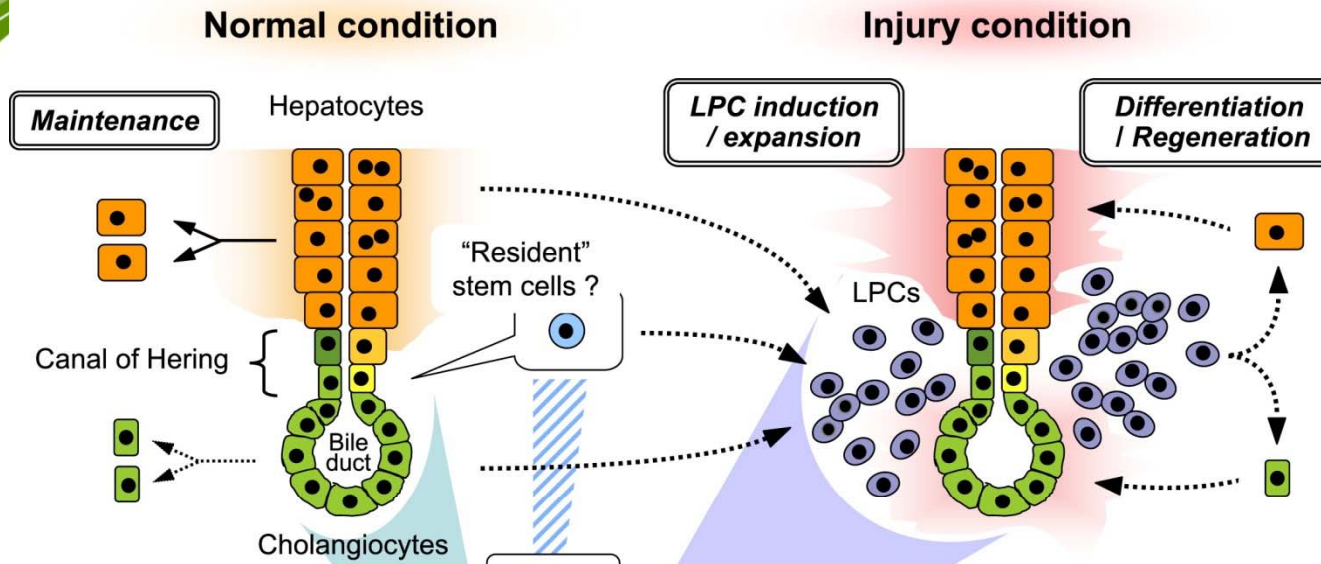 Normal condition
Injury condition
Maintenance
Hepatocytes
LPC induction
/ expansion
Differentiation
/ Regeneration
“Resident”
stem cells ?
LPCs
Canal of Hering
Bile
duct
Cholangiocytes